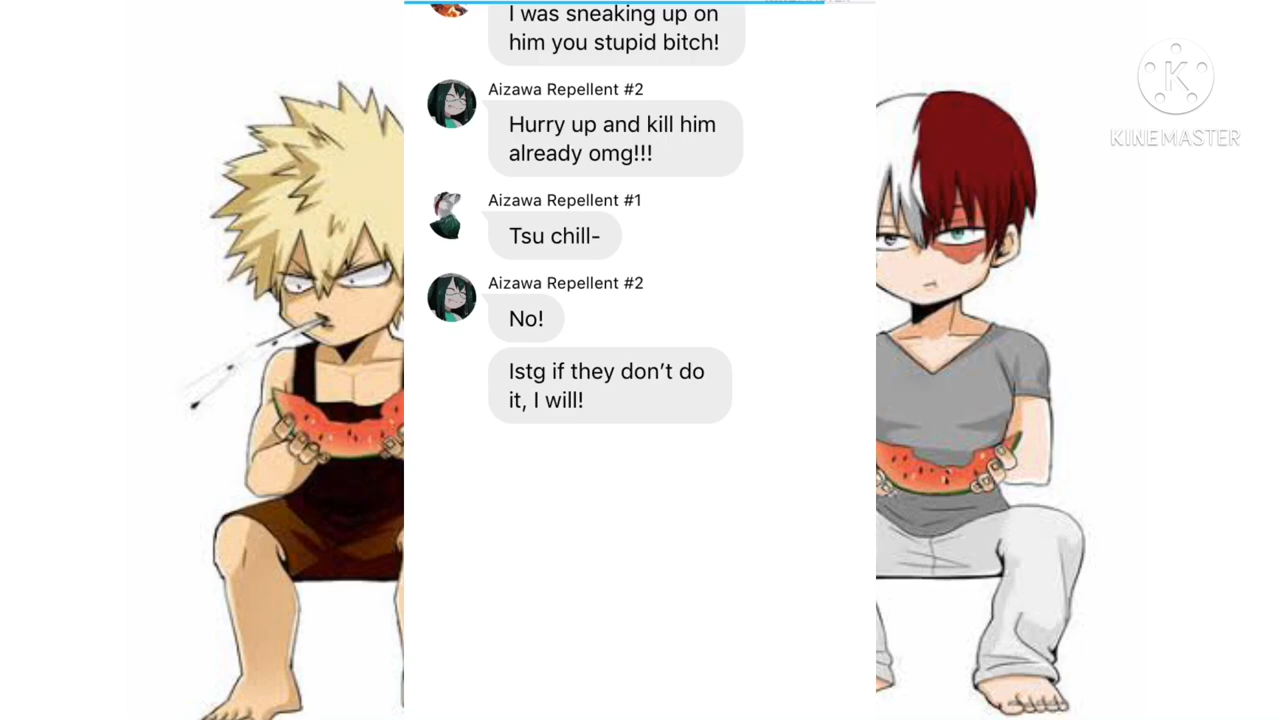 I was sneaking up on
him you stupid bitch!
Aizawa Repellent #2
Hurry up and kill him
already omg!!!
Aizawa Repellent #1
Tsu chill-
Aizawa Repellent #2
No!
Istg if they don’t do
it, I will!
K
KINEMASTER